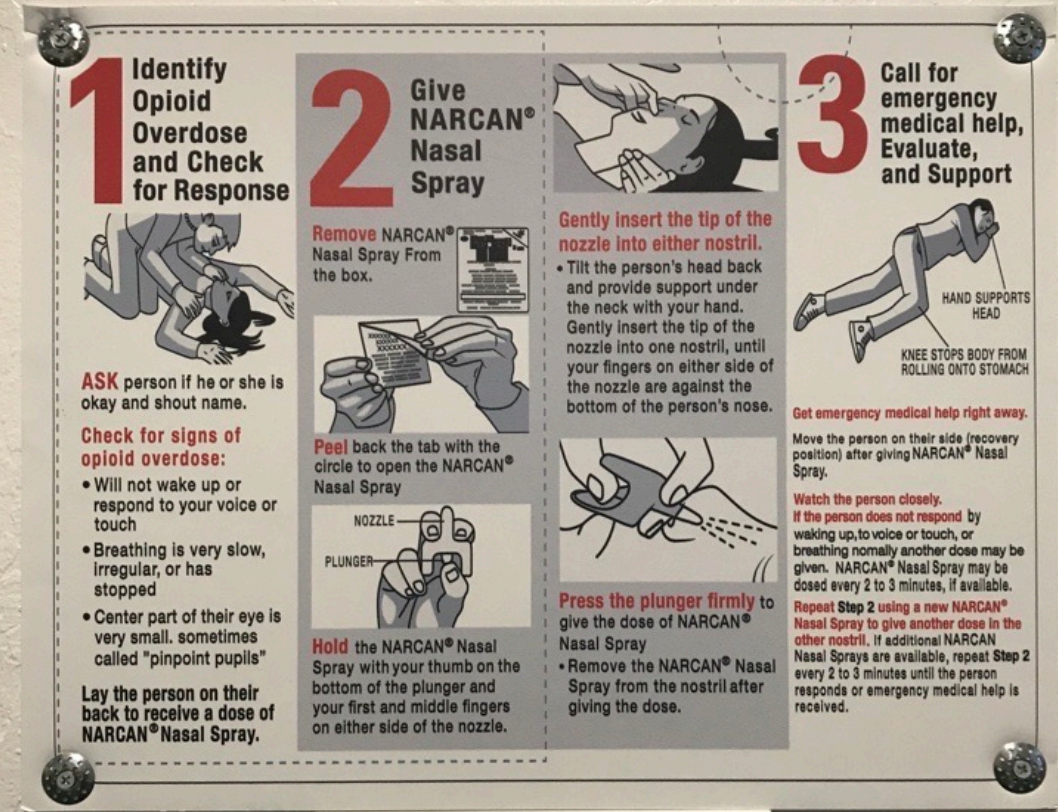 1
Identify
Opioid
Overdose
and Check
for Response
ASK person if he or she is
okay and shout name.
Check for signs of
opioid overdose:
• Will not wake up or
respond to your voice or
touch
• Breathing is very slow,
irregular, or has
stopped
• Center part of their eye is
very small. sometimes
called "pinpoint pupils"
Lay the person on their
back to receive a dose of
NARCAN® Nasal Spray.
2
Give
NARCAN®
Nasal
Spray
Remove NARCAN®
Nasal Spray From
the box.
Peel back the tab with the
circle to open the NARCAN®
Nasal Spray
NOZZLE
PLUNGER
Hold the NARCAN® Nasal
Spray with your thumb on the
bottom of the plunger and
your first and middle fingers
on either side of the nozzle.
Gently insert the tip of the
nozzle into either nostril.
• Tilt the person's head back
and provide support under
the neck with your hand.
Gently insert the tip of the
nozzle into one nostril, until
your fingers on either side of
the nozzle are against the
bottom of the person's nose.
Press the plunger firmly to
give the dose of NARCAN®
Nasal Spray
• Remove the NARCAN® Nasal
Spray from the nostril after
giving the dose.
3
Call for
emergency
medical help,
Evaluate,
and Support
HAND SUPPORTS
HEAD
KNEE STOPS BODY FROM
ROLLING ONTO STOMACH
Get emergency medical help right away.
Move the person on their side (recovery
position) after giving NARCAN® Nasal
Spray.
Watch the person closely.
If the person does not respond by
waking up, to voice or touch, or
breathing nomally another dose may be
given. NARCAN® Nasal Spray may be
dosed every 2 to 3 minutes, if available.
Repeat Step 2 using a new NARCAN®
Nasal Spray to give another dose in the
other nostril. If additional NARCAN
Nasal Sprays are available, repeat Step 2
every 2 to 3 minutes until the person
responds or emergency medical help is
received.